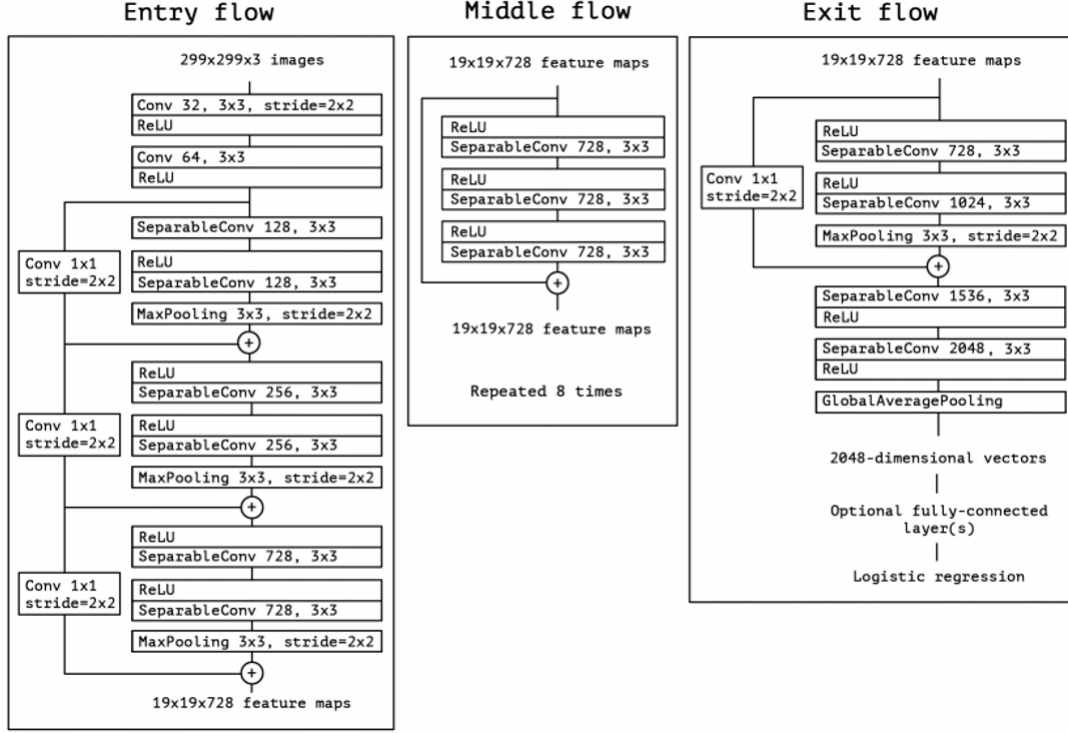 Entry flow
299x299x3 images
Conv 32, 3x3, stride=2x2
ReLU
Conv 64, 3x3
ReLU
SeparableConv 128, 3x3
Conv 1x1
stride=2x2
ReLU
SeparableConv 128, 3x3
MaxPooling 3x3, stride=2x2
+
ReLU
SeparableConv 256, 3x3
Conv 1x1
stride=2x2
ReLU
SeparableConv 256, 3x3
MaxPooling 3x3, stride=2x2
+
ReLU
SeparableConv 728, 3x3
Conv 1x1
stride=2x2
ReLU
SeparableConv 728, 3x3
MaxPooling 3x3, stride=2x2
+
19x19x728 feature maps
Middle flow
19x19x728 feature maps
ReLU
SeparableConv 728, 3x3
ReLU
SeparableConv 728, 3x3
ReLU
SeparableConv 728, 3x3
+
19x19x728 feature maps
Repeated 8 times
Exit flow
19x19x728 feature maps
ReLU
SeparableConv 728, 3x3
Conv 1x1
stride=2x2
ReLU
SeparableConv 1024, 3x3
MaxPooling 3x3, stride=2x2
+
SeparableConv 1536, 3x3
ReLU
SeparableConv 2048, 3x3
ReLU
GlobalAveragePooling
2048-dimensional vectors
Optional fully-connected
layer(s)
Logistic regression